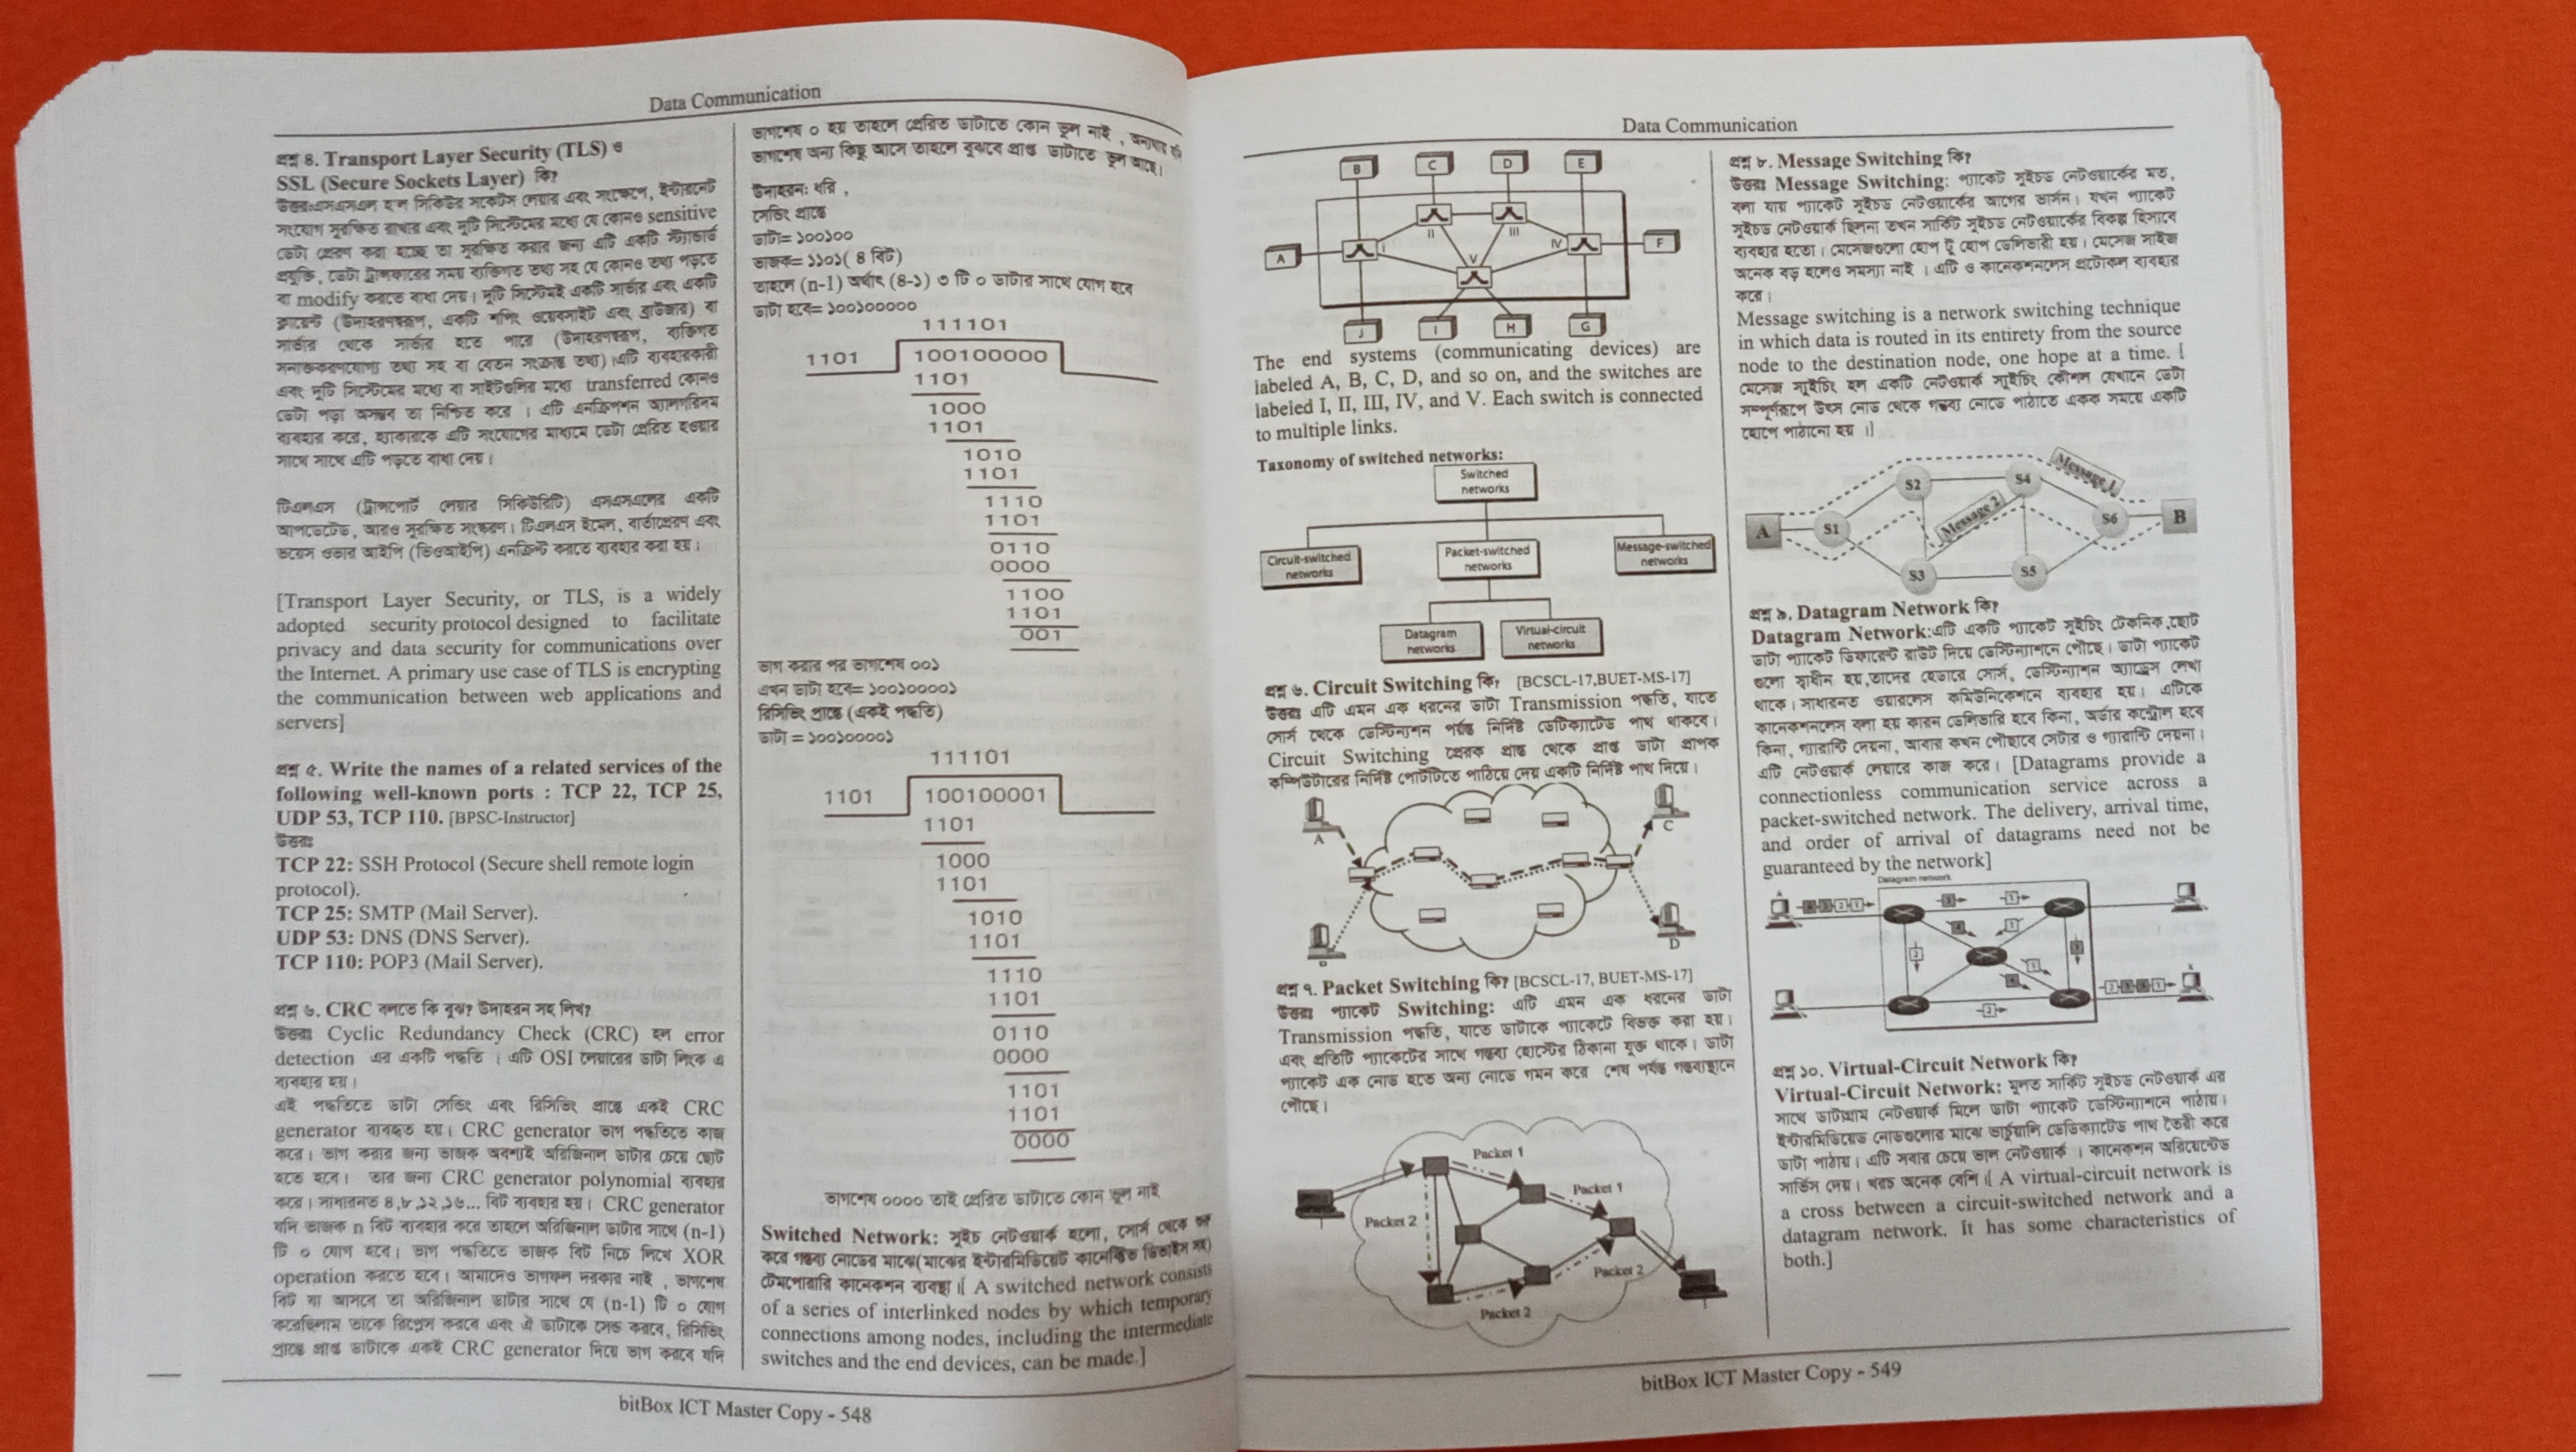 Data Communication
প্রশ্ন ৪. Transport Layer Security (TLS) ও
SSL (Secure Sockets Layer) কি?
উত্তর:এসএসএল হল সিকিউর সকেটস লেয়ার এবং সংক্ষেপে, ইন্টারনেট
সংযোগ সুরক্ষিত রাখার এবং দুটি সিস্টেমের মধ্যে যে কোনও sensitive
ডেটা প্রেরণ করা হচ্ছে তা সুরক্ষিত করার জন্য এটি একটি স্ট্যান্ডার্ড
প্রযুক্তি, ডেটা ট্রান্সফারের সময় ব্যক্তিগত তথ্য সহ যে কোনও তথ্য পড়তে
বা modify করতে বাধা দেয়। দুটি সিস্টেমই একটি সার্ভার এবং একটি
ক্লায়েন্ট (উদাহরণস্বরূপ, একটি শপিং ওয়েবসাইট এবং ব্রাউজার) বা
সার্ভার থেকে সার্ভার হতে পারে (উদাহরণস্বরূপ, ব্যক্তিগত
সনাক্তকরণযোগ্য তথ্য সহ বা বেতন সংক্রান্ত তথ্য)।এটি ব্যবহারকারী
এবং দুটি সিস্টেমের মধ্যে বা সাইটগুলির মধ্যে transferred কোনও
ডেটা পড়া অসম্ভব তা নিশ্চিত করে । এটি এনক্রিপশন অ্যালগরিদম
ব্যবহার করে, হ্যাকারকে এটি সংযোগের মাধ্যমে ডেটা প্রেরিত হওয়ার
সাথে সাথে এটি পড়তে বাধা দেয়।
টিএলএস (ট্রান্সপোর্ট লেয়ার সিকিউরিটি) এসএসএলের একটি
আপডেটেড, আরও সুরক্ষিত সংস্করণ। টিএলএস ইমেল, বার্তাপ্রেরণ এবং
ভয়েস ওভার আইপি (ভিওআইপি) এনক্রিপ্ট করতে ব্যবহার করা হয়।
[Transport Layer Security, or TLS, is a widely
adopted security protocol designed to facilitate
privacy and data security for communications over
the Internet. A primary use case of TLS is encrypting
the communication between web applications and
servers]
প্রশ্ন ৫. Write the names of a related services of the
following well-known ports : TCP 22, TCP 25,
UDP 53, TCP 110. [BPSC-Instructor]
উত্তরঃ
TCP 22: SSH Protocol (Secure shell remote login
protocol).
TCP 25: SMTP (Mail Server).
UDP 53: DNS (DNS Server).
TCP 110: POP3 (Mail Server).
প্রশ্ন ৬. CRC বলতে কি বুঝ? উদাহরন সহ লিখ?
উত্তরঃ Cyclic Redundancy Check (CRC) হল error
detection এর একটি পদ্ধতি । এটি OSI লেয়ারের ডাটা লিংকে এ
ব্যবহার হয়।
এই পদ্ধতিতে ডাটা সেন্ডিং এবং রিসিভিং প্রান্তে একই CRC
generator ব্যবহৃত হয়। CRC generator ভাগ পদ্ধতিতে কাজ
করে। ভাগ করার জন্য ভাজক অবশ্যই অরিজিনাল ডাটার চেয়ে ছোট
হতে হবে। তার জন্য CRC generator polynomial ব্যবহার
করে। সাধারনত ৪,৮,১২,১৬... বিট ব্যবহার হয়। CRC generator
যদি ভাজক n বিট ব্যবহার করে তাহলে অরিজিনাল ডাটার সাথে (n-1)
টি ০ যোগ হবে। ভাগ পদ্ধতিতে ভাজক বিট নিচে লিখে XOR
operation করতে হবে। আমাদেও ভাগফল দরকার নাই , ভাগশেষ
বিট যা আসবে তা অরিজিনাল ডাটার সাথে যে (n-1) টি ০ যোগ
করেছিলাম তাকে রিপ্লেস করবে এবং ঐ ডাটাকে সেন্ড করবে, রিসিভিং
প্রান্তে প্রাপ্ত ডাটাকে একই CRC generator দিয়ে ভাগ করবে যদি
ভাগশেষ ০ হয় তাহলে প্রেরিত ডাটাতে কোন ভুল নাই , অন্যথায় যদি
ভাগশেষ অন্য কিছু আসে তাহলে বুঝবে প্রাপ্ত ডাটাতে ভুল আছে।
উদাহরন: ধরি ,
সেন্ডিং প্রান্তে
ডাটা= ১০০১০০
ভাজক= ১১০১( ৪ বিট)
তাহলে (n-1) অর্থাৎ (৪-১) ৩ টি ০ ডাটার সাথে যোগ হবে
ডাটা হবে= ১০০১০০০০০
111101
1101 100100000
1101
1000
1101
1010
1101
1110
1101
0110
0000
1100
1101
001
ভাগ করার পর ভাগশেষ ০০১
এখন ডাটা হবে= ১০০১০০০০১
রিসিভিং প্রান্তে (একই পদ্ধতি)
ডাটা = ১০০১০০০০১
111101
1101 100100001
1101
1000
1101
1010
1101
1110
1101
0110
0000
1101
1101
0000
ভাগশেষ ০০০০ তাই প্রেরিত ডাটাতে কোন ভুল নাই
Switched Network: সুইচ নেটওয়ার্ক হলো, সোর্স থেকে
করে গন্তব্য নোডের মাঝে(মাঝের ইন্টারমিডিয়েট কানেক্টিত ডিভাইস সহ)
টেমপোরারি কানেকশন ব্যবস্থা।[ A switched network consists
of a series of interlinked nodes by which temporary
connections among nodes, including the intermediate
switches and the end devices, can be made.]
bitBox ICT Master Copy - 548
Data Communication
B C D E
A I II III IV V F
J I H G
The end systems (communicating devices) are
labeled A, B, C, D, and so on, and the switches are
labeled I, II, III, IV, and V. Each switch is connected
to multiple links.
Taxonomy of switched networks:
Switched
networks
Circuit-switched
networks
Packet-switched
networks
Message-switched
networks
Datagram
networks
Virtual-circuit
networks
প্রশ্ন ৬. Circuit Switching কি? [BCSCL-17,BUET-MS-17]
উত্তরঃ এটি এমন এক ধরনের ডাটা Transmission পদ্ধতি, যাতে
সোর্স থেকে ডেস্টিন্যশন পর্যন্ত নির্দিষ্ট ডেটিক্যাটেড পাথ থাকবে।
Circuit Switching প্রেরক প্রান্ত থেকে প্রাপ্ত ডাটা প্রাপক
কম্পিউটারের নির্দিষ্ট পোর্টটিতে পাঠিয়ে দেয় একটি নির্দিষ্ট পাথ দিয়ে।
A
C
B
D
প্রশ্ন ৭. Packet Switching কি? [BCSCL-17, BUET-MS-17]
উত্তরঃ প্যাকেট Switching: এটি এমন এক ধরনের ডাটা
Transmission পদ্ধতি, যাতে ডাটাকে প্যাকেটে বিভক্ত করা হয়।
এবং প্রতিটি প্যাকেটের সাথে গন্তব্য হোস্টের ঠিকানা যুক্ত থাকে। ডাটা
প্যাকেট এক নোড হতে অন্য নোডে গমন করে শেষ পর্যন্ত গন্তব্যস্থানে
পৌছে।
Packet 1
Packet 1
Packet 2
Packet 2
Packet 2
প্রশ্ন ৮. Message Switching কি?
উত্তরঃ Message Switching: প্যাকেট সুইচড নেটওয়ার্কের মত,
বলা যায় প্যাকেট সুইচড নেটওয়ার্কের আগের ভার্সন। যখন প্যাকেট
সুইচড নেটওয়ার্ক ছিলনা তখন সার্কিট সুইচড নেটওয়ার্কের বিকল্প হিসাবে
ব্যবহার হতো। মেসেজগুলো হোপ টু হোপ ডেলিভারী হয়। মেসেজ সাইজ
অনেক বড় হলেও সমস্যা নাই । এটি ও কানেকশনলেস প্রটোকল ব্যবহার
করে।
Message switching is a network switching technique
in which data is routed in its entirety from the source
node to the destination node, one hope at a time. [
মেসেজ স্যুইচিং হল একটি নেটওয়ার্ক স্যুইচিং কৌশল যেখানে ডেটা
সম্পূর্ণরূপে উৎস নোড থেকে গন্তব্য নোডে পাঠাতে একক সময়ে একটি
হোপে পাঠানো হয় ।]
A S1 S2 S3 S4 S5 S6 B
Message 1
Message 2
প্রশ্ন ৯. Datagram Network কি?
Datagram Network:এটি একটি প্যাকেট সুইচিং টেকনিক,ছোট
ডাটা প্যাকেট ডিফারেন্ট রাউট দিয়ে ডেস্টিন্যাশনে পৌছে। ডাটা প্যাকেট
গুলো স্বাধীন হয়,তাদের হেডারে সোর্স, ডেস্টিন্যাশন অ্যাড্রেস লেখা
থাকে। সাধারনত ওয়ারলেস কমিউনিকেশনে ব্যবহার হয়। এটিকে
কানেকশনলেস বলা হয় কারন ডেলিভারি হবে কিনা, অর্ডার কন্ট্রোল হবে
কিনা, গ্যারান্টি দেয়না, আবার কখন পৌছাবে সেটার ও গ্যারান্টি দেয়না।
এটি নেটওয়ার্ক লেয়ারে কাজ করে। [Datagrams provide a
connectionless communication service across a
packet-switched network. The delivery, arrival time,
and order of arrival of datagrams need not be
guaranteed by the network]
Datagram network
প্রশ্ন ১০. Virtual-Circuit Network কি?
Virtual-Circuit Network: মূলত সার্কিট সুইচড নেটওয়ার্ক এর
সাথে ডাটাগ্রাম নেটওয়ার্ক মিলে ডাটা প্যাকেট ডেস্টিন্যাশনে পাঠায়।
ইন্টারমিডিয়েড নোডগুলোর মাঝে ভার্চুয়ালি ডেডিক্যাটেড পাথ তৈরী করে
ডাটা পাঠায়। এটি সবার চেয়ে ভাল নেটওয়ার্ক । কানেকশন অরিয়েন্টেড
সার্ভিস দেয়। খরচ অনেক বেশি।[ A virtual-circuit network is
a cross between a circuit-switched network and a
datagram network. It has some characteristics of
both.]
bitBox ICT Master Copy - 549